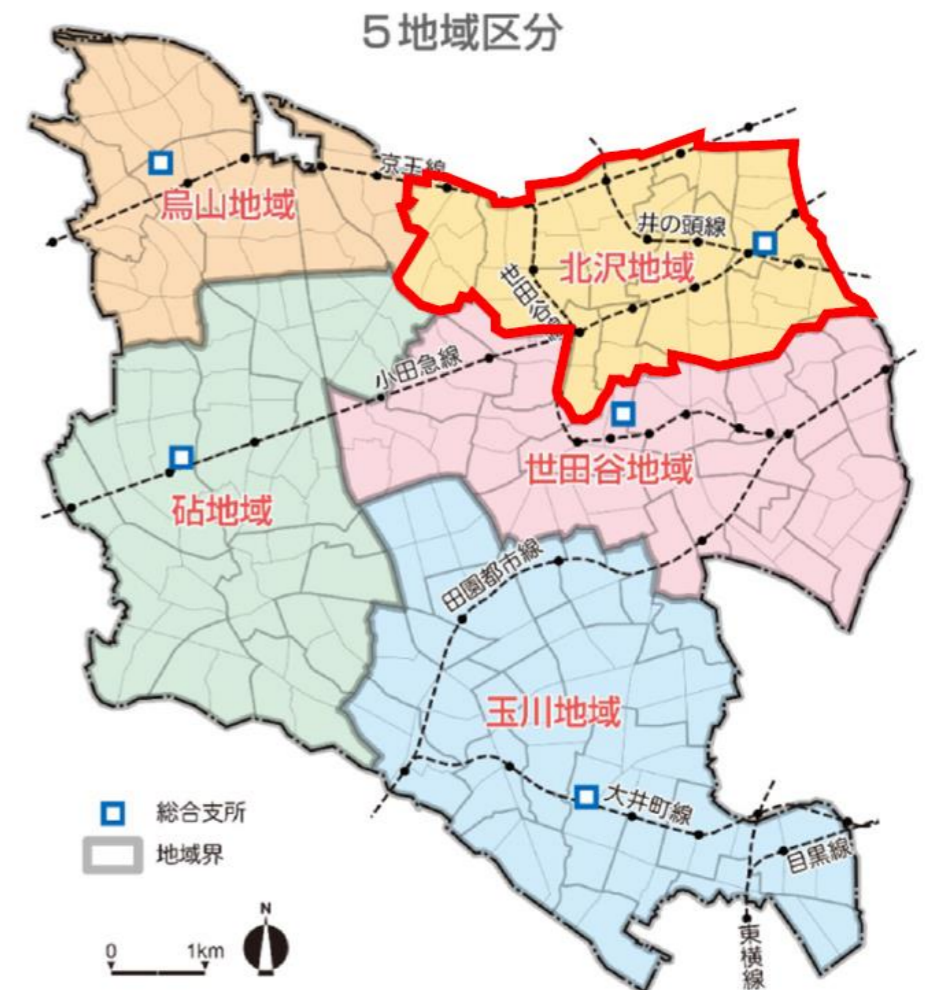 5地域区分
京王線
烏山地域
井の頭線
北沢地域
世田谷線
小田急線
世田谷地域
砧地域
田園都市線
玉川地域
大井町線
目黒線
東横線
総合支所
地域界
N
0 1km